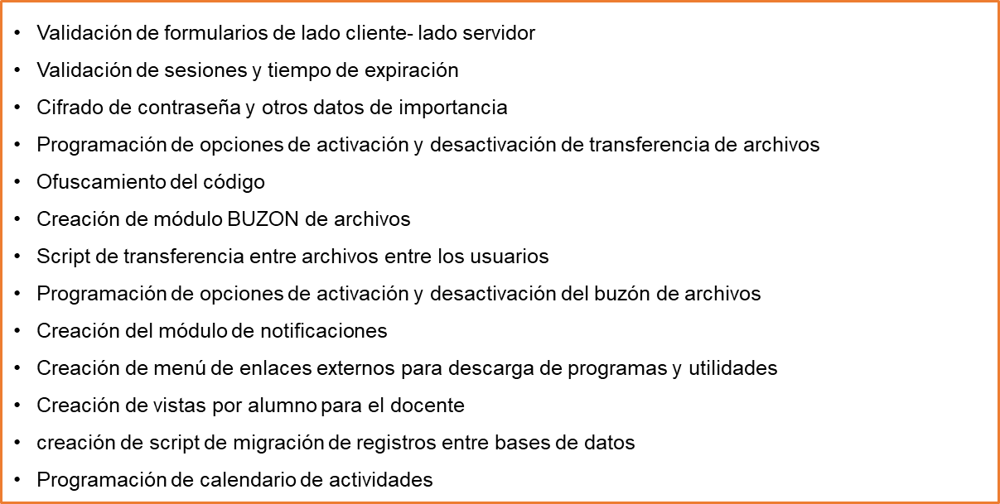 • Validación de formularios de lado cliente- lado servidor
• Validación de sesiones y tiempo de expiración
• Cifrado de contraseña y otros datos de importancia
• Programación de opciones de activación y desactivación de transferencia de archivos
• Ofuscamiento del código
• Creación de módulo BUZON de archivos
• Script de transferencia entre archivos entre los usuarios
• Programación de opciones de activación y desactivación del buzón de archivos
• Creación del módulo de notificaciones
• Creación de menú de enlaces externos para descarga de programas y utilidades
• Creación de vistas por alumno para el docente
• creación de script de migración de registros entre bases de datos
• Programación de calendario de actividades